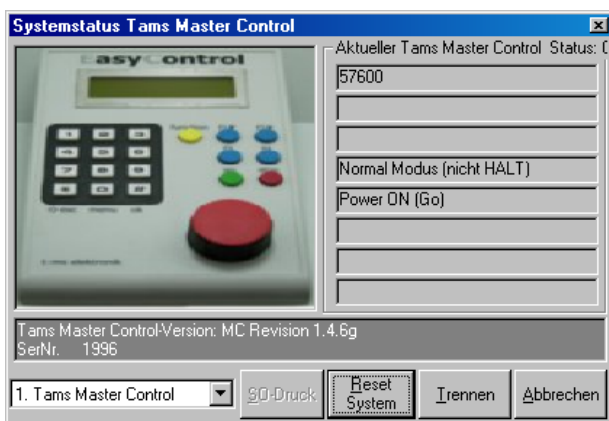 Systemstatus Tams Master Control
Easy Control
Aktueller Tams Master Control Status:
57600
Normal Modus (nicht HALT)
Power ON (Go)
Tams Master Control-Version: MC Revision 1.4.6g
SerNr. 1996
1. Tams Master Control
SO-Druck
Reset System
Trennen
Abbrechen